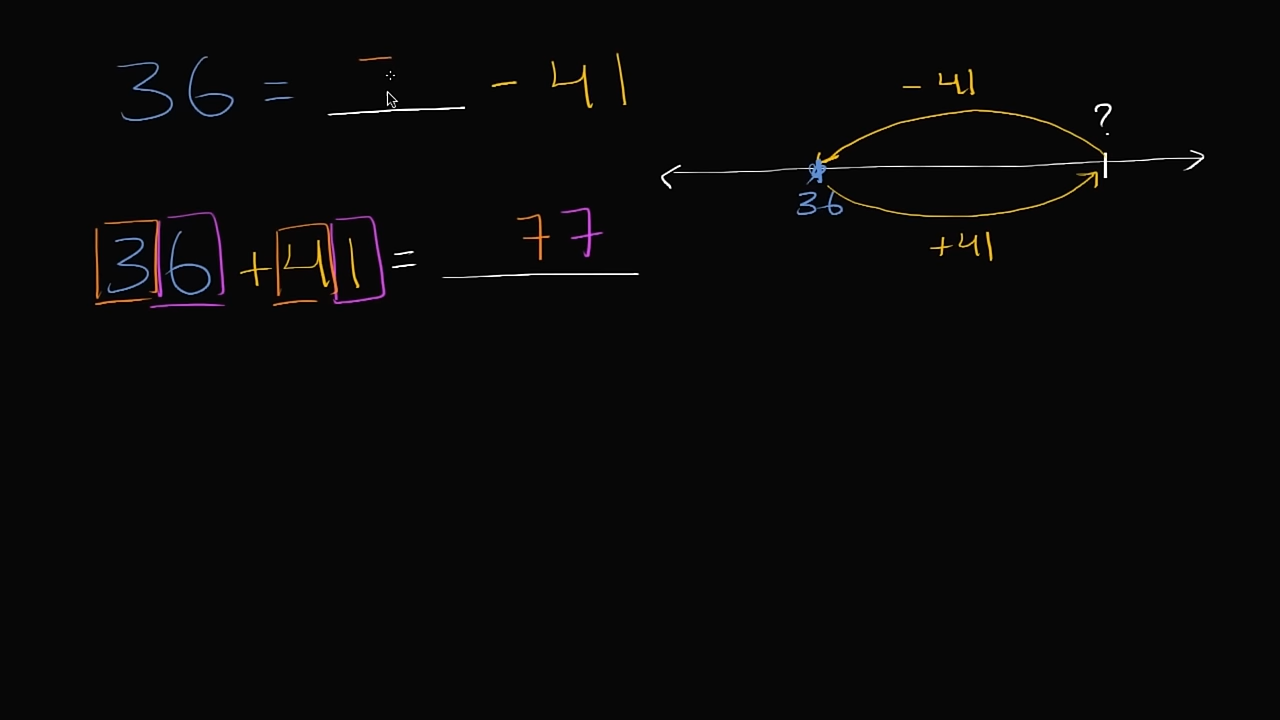 36 = ___ - 41
36 + 41 = 77
- 41
?
36
+41